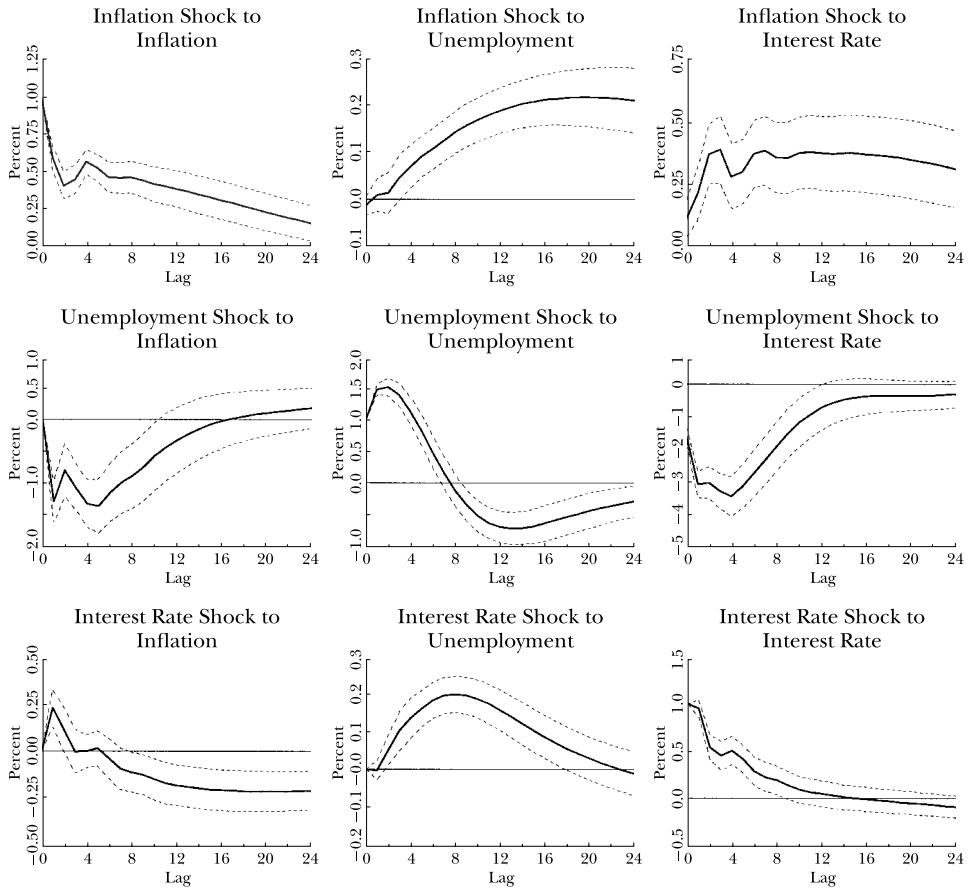 Inflation Shock to
Inflation
Percent
1.25
1.00
0.75
0.50
0.25
0.00
0 4 8 12 16 20 24
Lag
Inflation Shock to
Unemployment
Percent
0.3
0.2
0.1
0.0
−0.1
0 4 8 12 16 20 24
Lag
Inflation Shock to
Interest Rate
Percent
0.75
0.50
0.25
0.00
0 4 8 12 16 20 24
Lag
Unemployment Shock to
Inflation
Percent
1.0
0.5
0.0
−1.0
−2.0
0 4 8 12 16 20 24
Lag
Unemployment Shock to
Unemployment
Percent
2.0
1.5
1.0
0.5
0.0
−1.0
0 4 8 12 16 20 24
Lag
Unemployment Shock to
Interest Rate
Percent
1
0
−1
−2
−3
−4
−5
0 4 8 12 16 20 24
Lag
Interest Rate Shock to
Inflation
Percent
0.50
0.25
0.00
−0.25
−0.50
0 4 8 12 16 20 24
Lag
Interest Rate Shock to
Unemployment
Percent
0.3
0.2
0.1
−0.0
−0.1
−0.2
0 4 8 12 16 20 24
Lag
Interest Rate Shock to
Interest Rate
Percent
1.5
1.0
0.5
0.0
−0.5
0 4 8 12 16 20 24
Lag